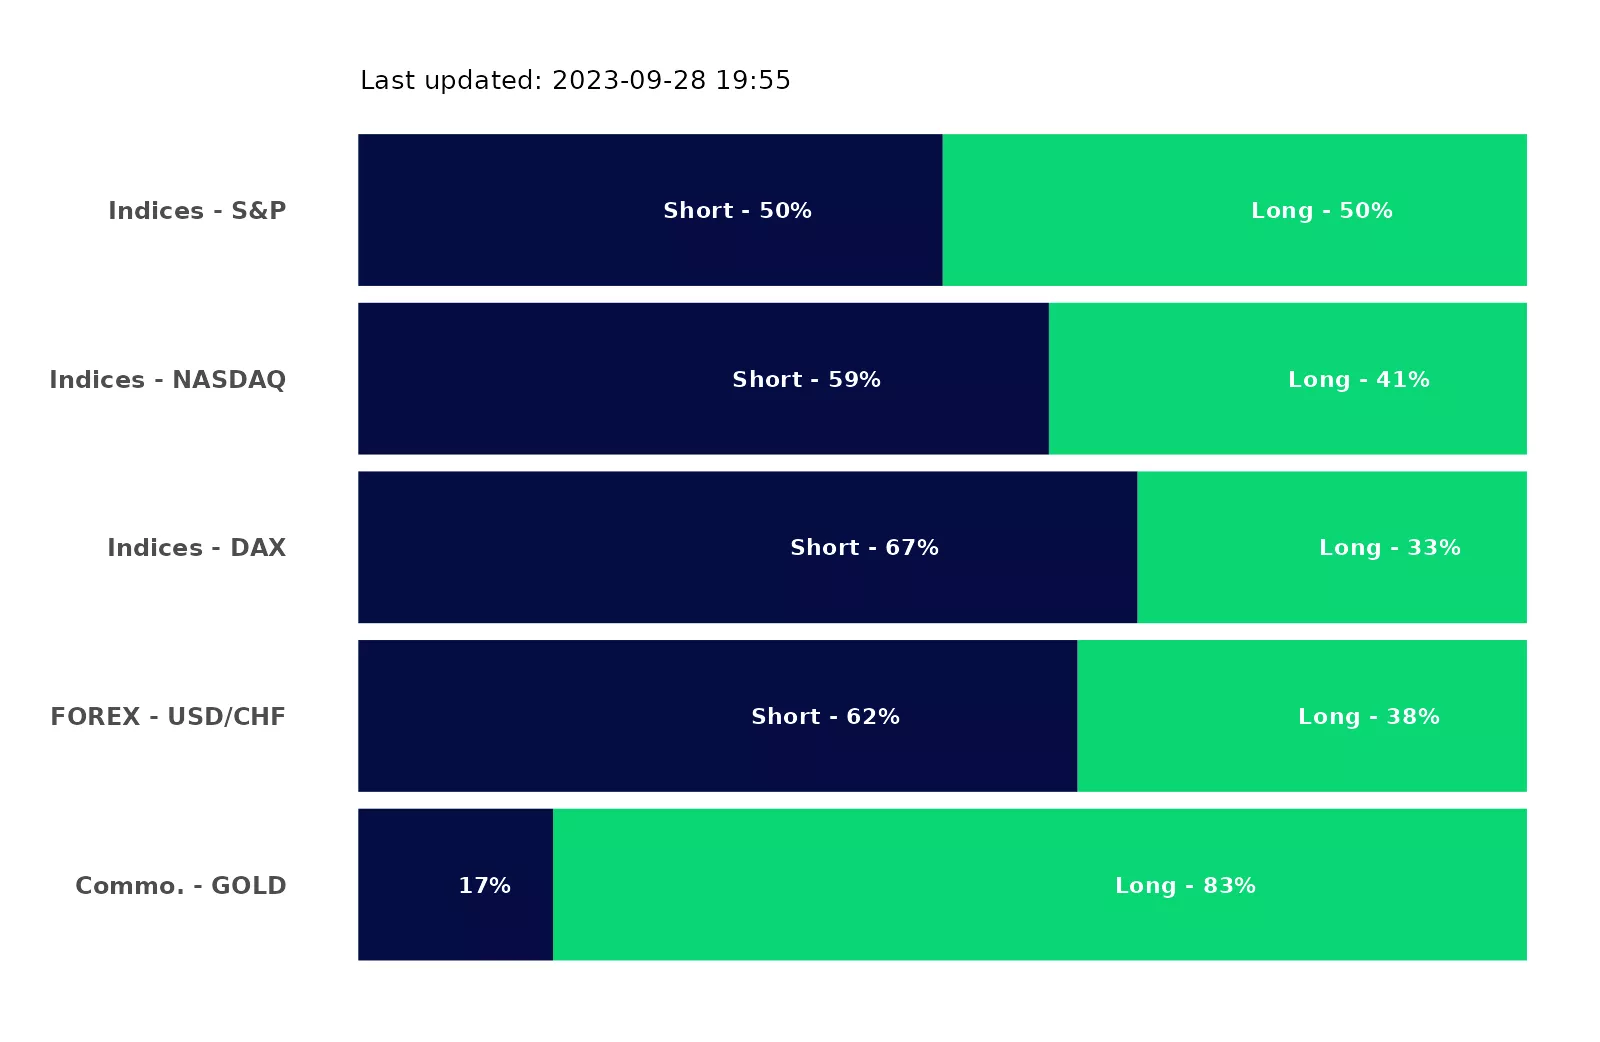 Last updated: 2023-09-28 19:55
Indices - S&P Short - 50% Long - 50%
Indices - NASDAQ Short - 59% Long - 41%
Indices - DAX Short - 67% Long - 33%
FOREX - USD/CHF Short - 62% Long - 38%
Commo. - GOLD 17% Long - 83%